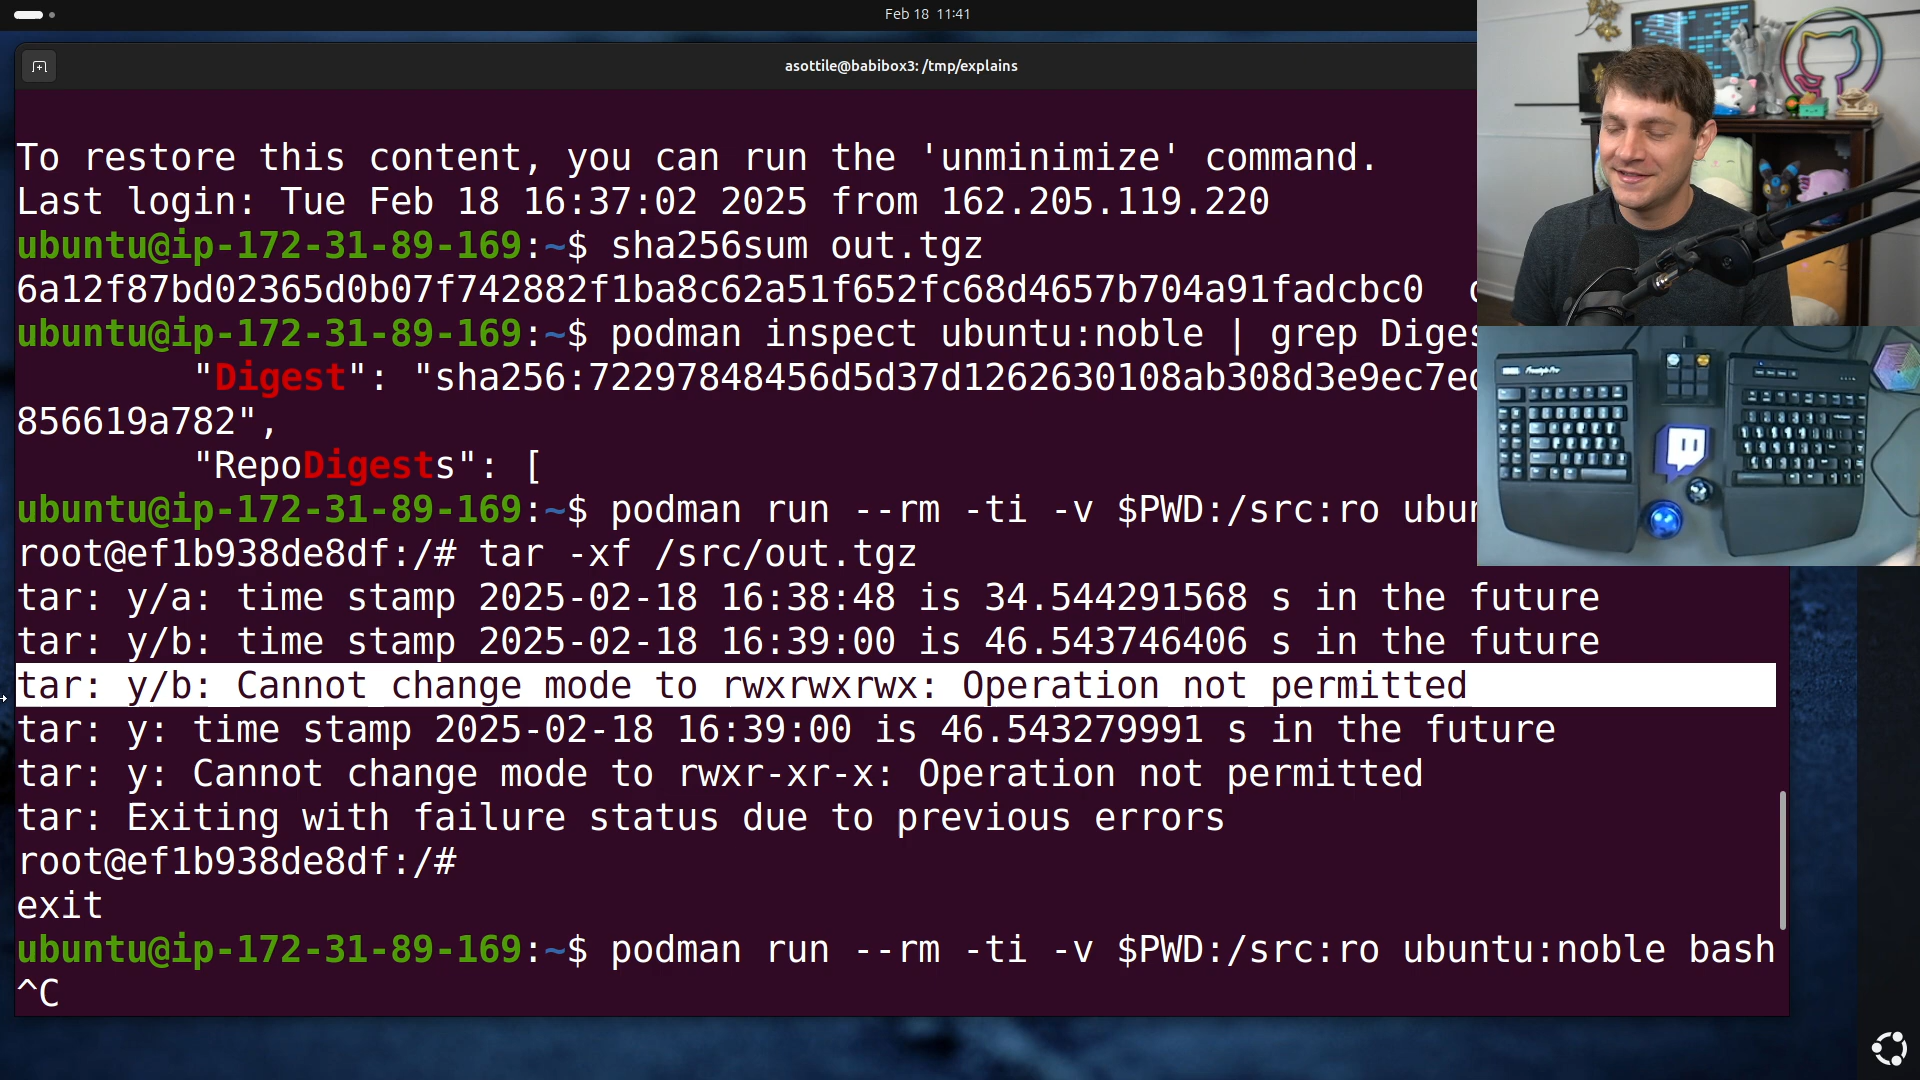 Feb 18 11:41
asottile@babibox3: /tmp/explains
To restore this content, you can run the 'unminimize' command.
Last login: Tue Feb 18 16:37:02 2025 from 162.205.119.220
ubuntu@ip-172-31-89-169:~$ sha256sum out.tgz
6a12f87bd02365d0b07f742882f1ba8c62a51f652fc68d4657b704a91fadcbc0
ubuntu@ip-172-31-89-169:~$ podman inspect ubuntu:noble | grep Diges
"Digest": "sha256:72297848456d5d37d1262630108ab308d3e9ec7ed
856619a782",
"RepoDigests": [
ubuntu@ip-172-31-89-169:~$ podman run --rm -ti -v $PWD:/src:ro ubun
root@ef1b938de8df:/# tar -xf /src/out.tgz
tar: y/a: time stamp 2025-02-18 16:38:48 is 34.544291568 s in the future
tar: y/b: time stamp 2025-02-18 16:39:00 is 46.543746406 s in the future
tar: y/b: Cannot change mode to rwxrwxrwx: Operation not permitted
tar: y: time stamp 2025-02-18 16:39:00 is 46.543279991 s in the future
tar: y: Cannot change mode to rwxr-xr-x: Operation not permitted
tar: Exiting with failure status due to previous errors
root@ef1b938de8df:/#
exit
ubuntu@ip-172-31-89-169:~$ podman run --rm -ti -v $PWD:/src:ro ubuntu:noble bash
^C